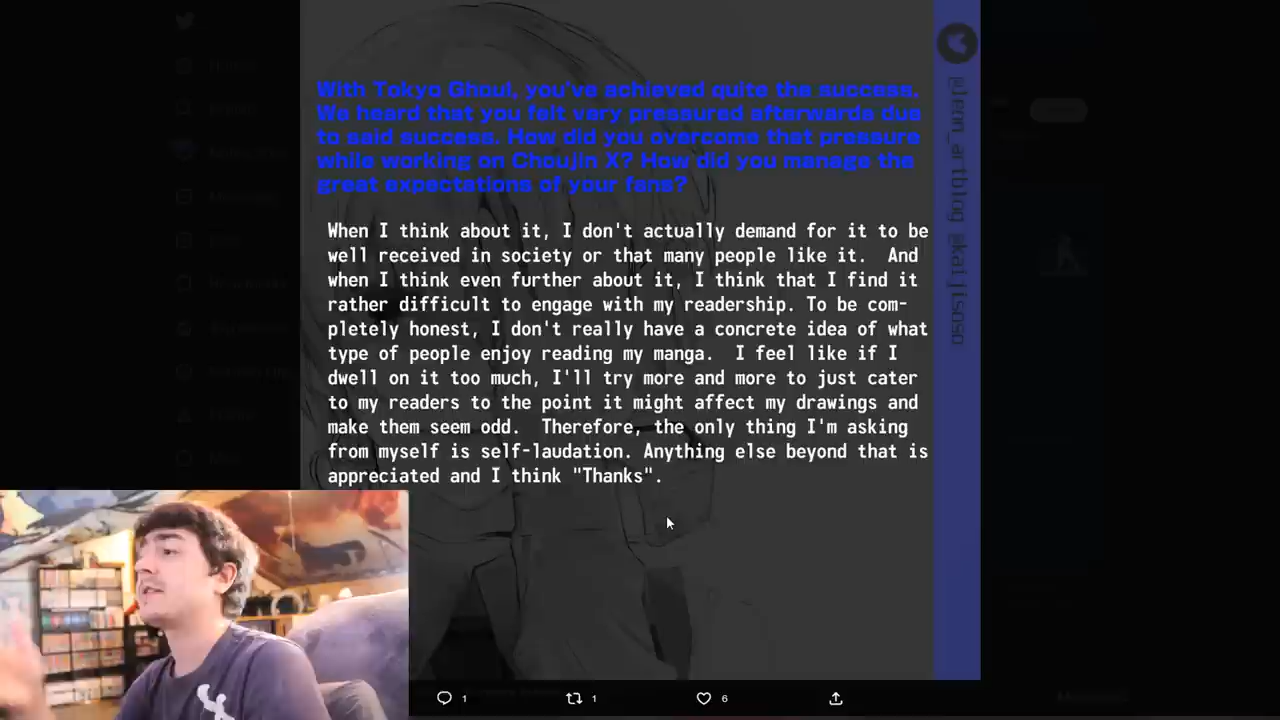 With Tokyo Ghoul, you've achieved quite the success.
We heard that you felt vary pressured afterwards due
to said success. How did you overcome that pressure
while working on Choujin X? How did you manage the
great expectations of your fans?
When I think about it, I don't actually demand for it to be
well received in society or that many people like it. And
when I think even further about it, I think that I find it
rather difficult to engage with my readership. To be com-
pletely honest, I don't really have a concrete idea of what
type of people enjoy reading my manga. I feel like if I
dwell on it too much, I'll try more and more to just cater
to my readers to the point it might affect my drawings and
make them seem odd. Therefore, the only thing I'm asking
from myself is self-laudation. Anything else beyond that is
appreciated and I think "Thanks".
@leon_artblog @kaijisoso
1
1
6